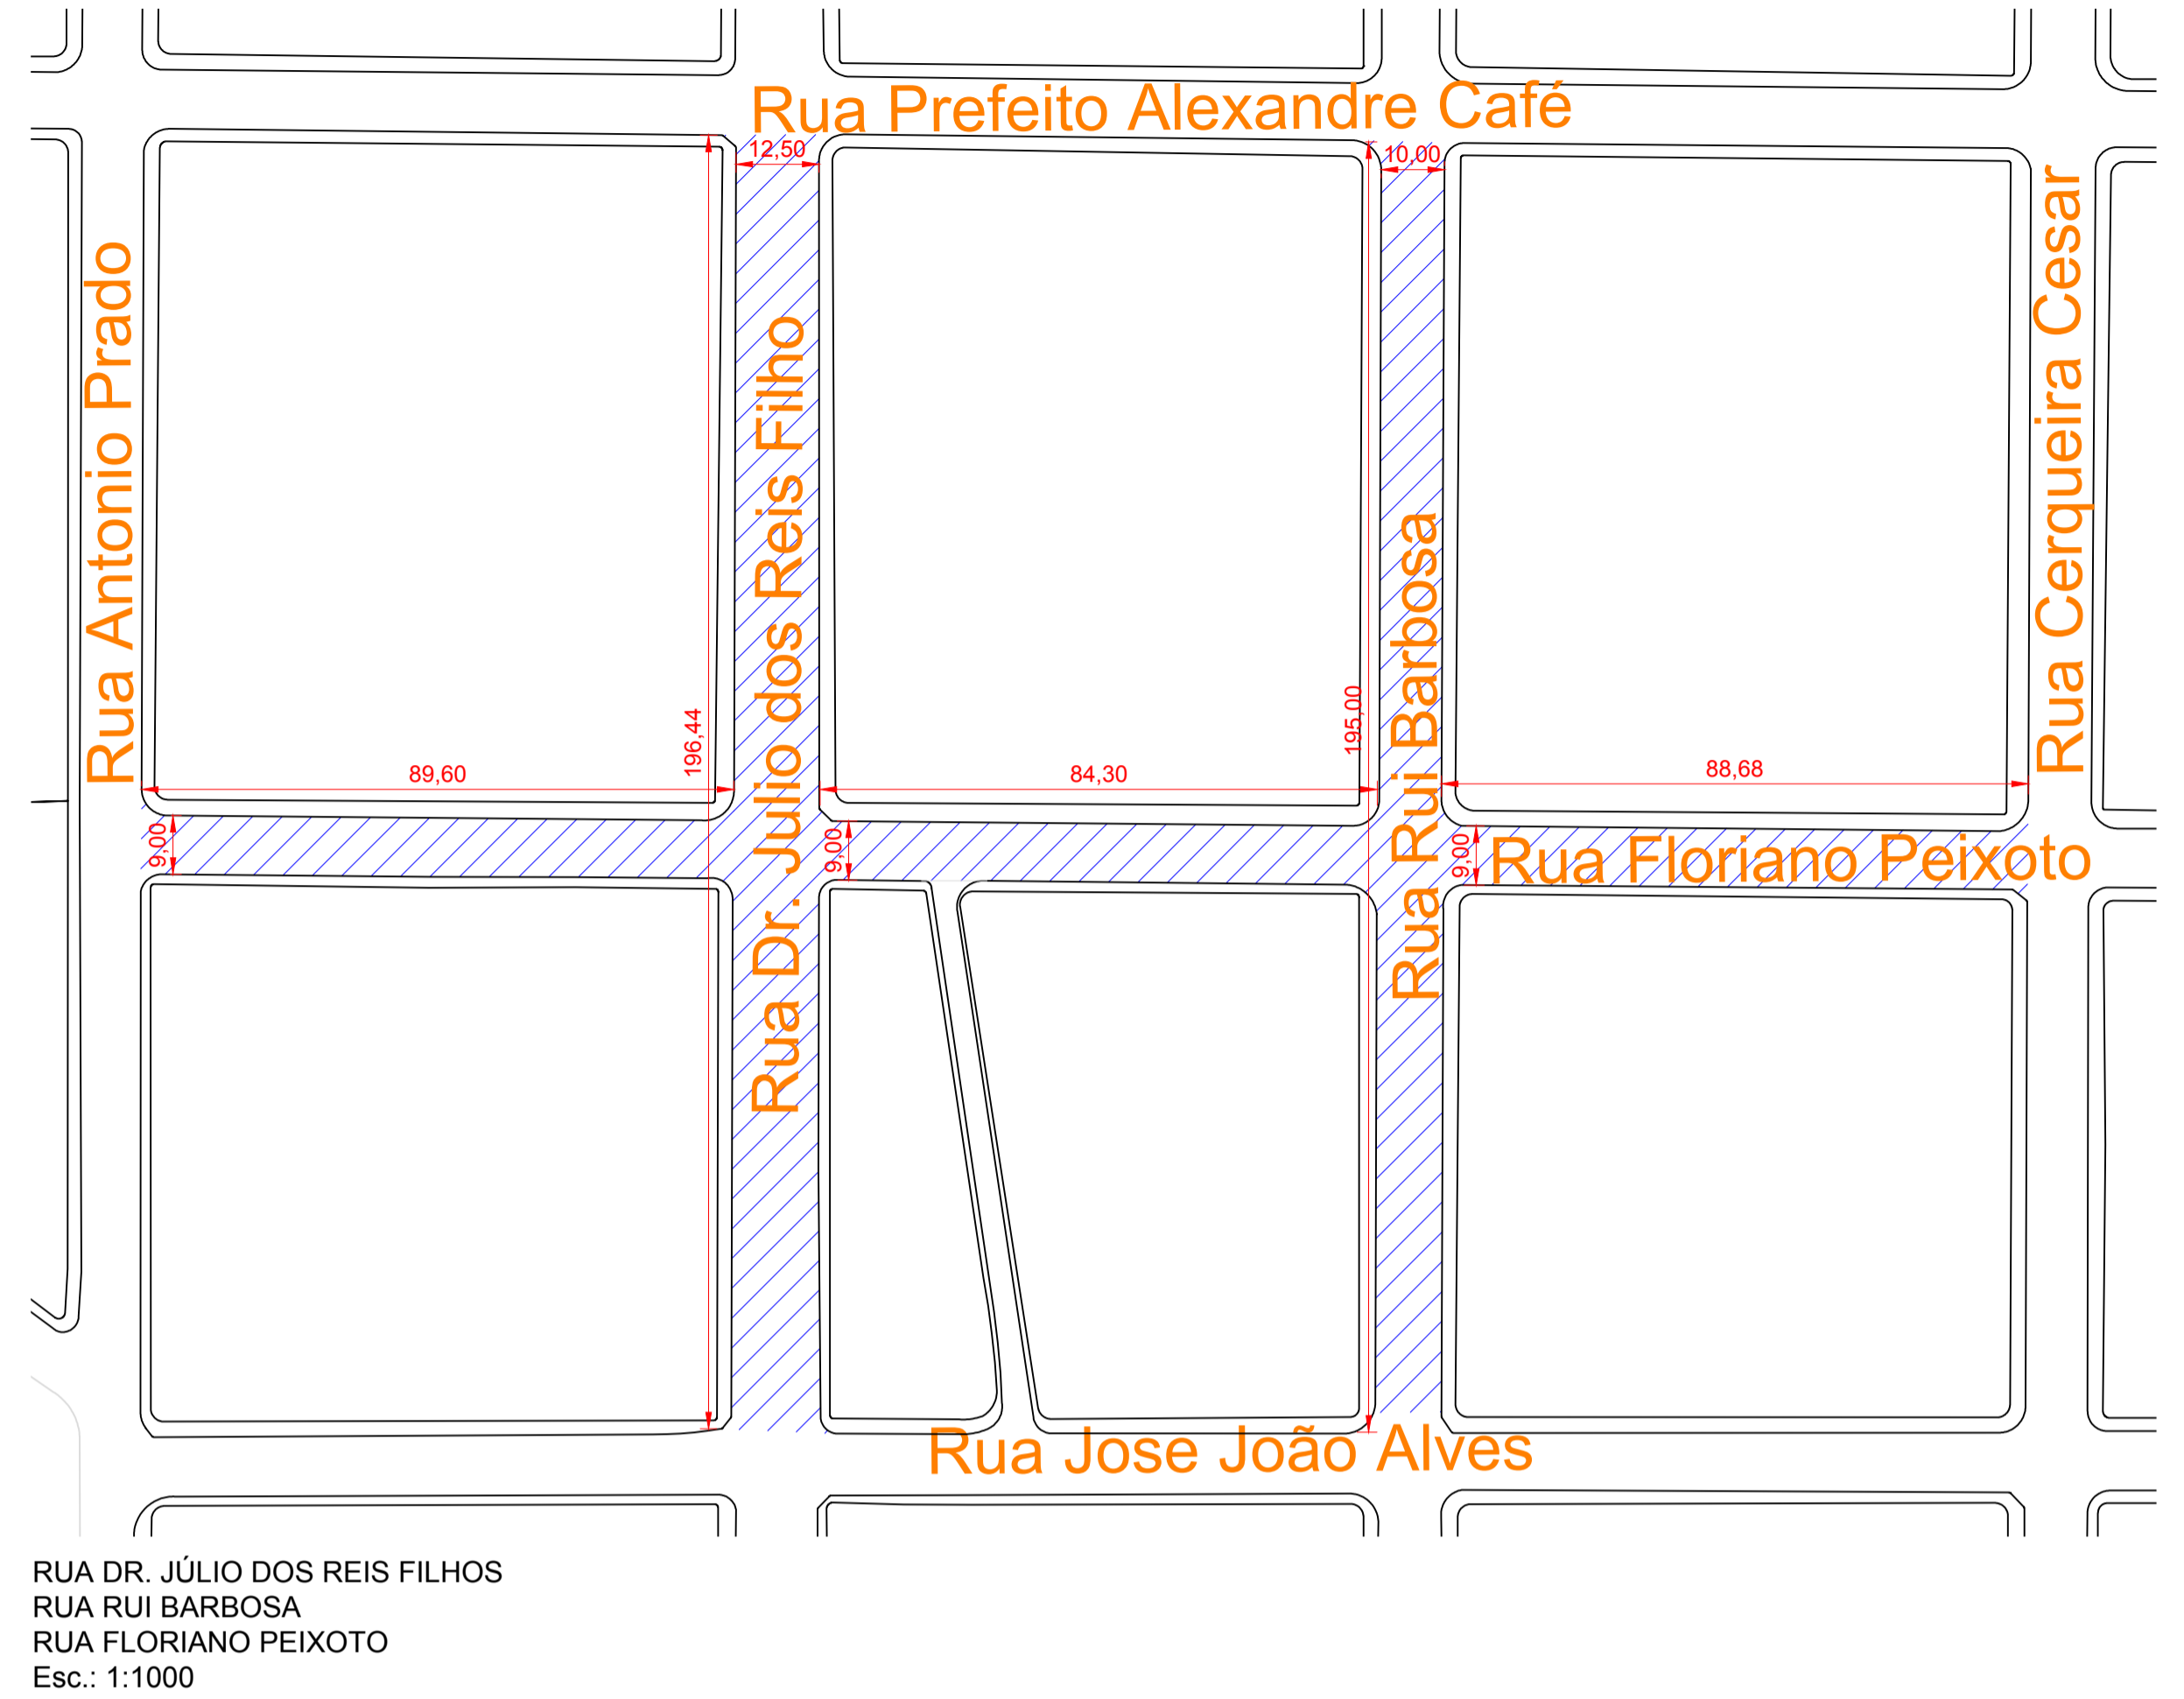 Rua Prefeito Alexandre Café
12,50
10,00
Rua Antonio Prado
Rua Dr. Julio dos Reis Filho
Rua Rui Barbosa
Rua Cerqueira Cesar
196,44
195,00
89,60
84,30
88,68
9,00
9,00
9,00
Rua Floriano Peixoto
Rua Jose João Alves
RUA DR. JÚLIO DOS REIS FILHOS
RUA RUI BARBOSA
RUA FLORIANO PEIXOTO
Esc.: 1:1000